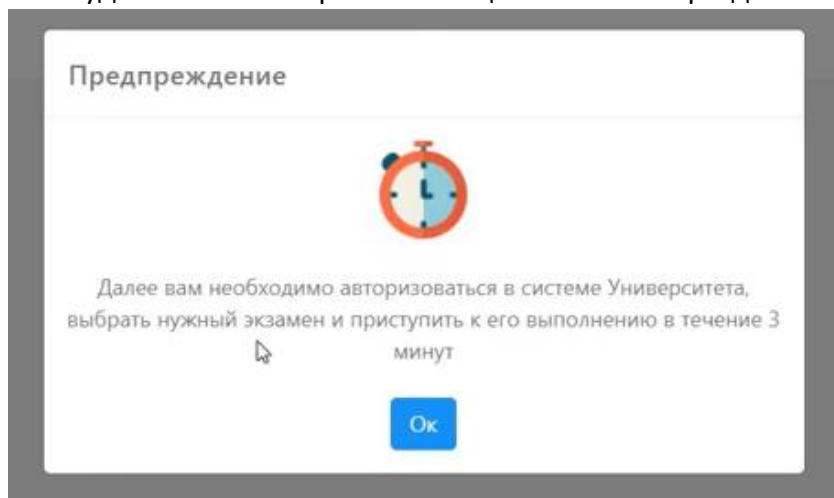 Предпреждение
Далее вам необходимо авторизоваться в системе Университета,
выбрать нужный экзамен и приступить к его выполнению в течение 3
минут
Ок